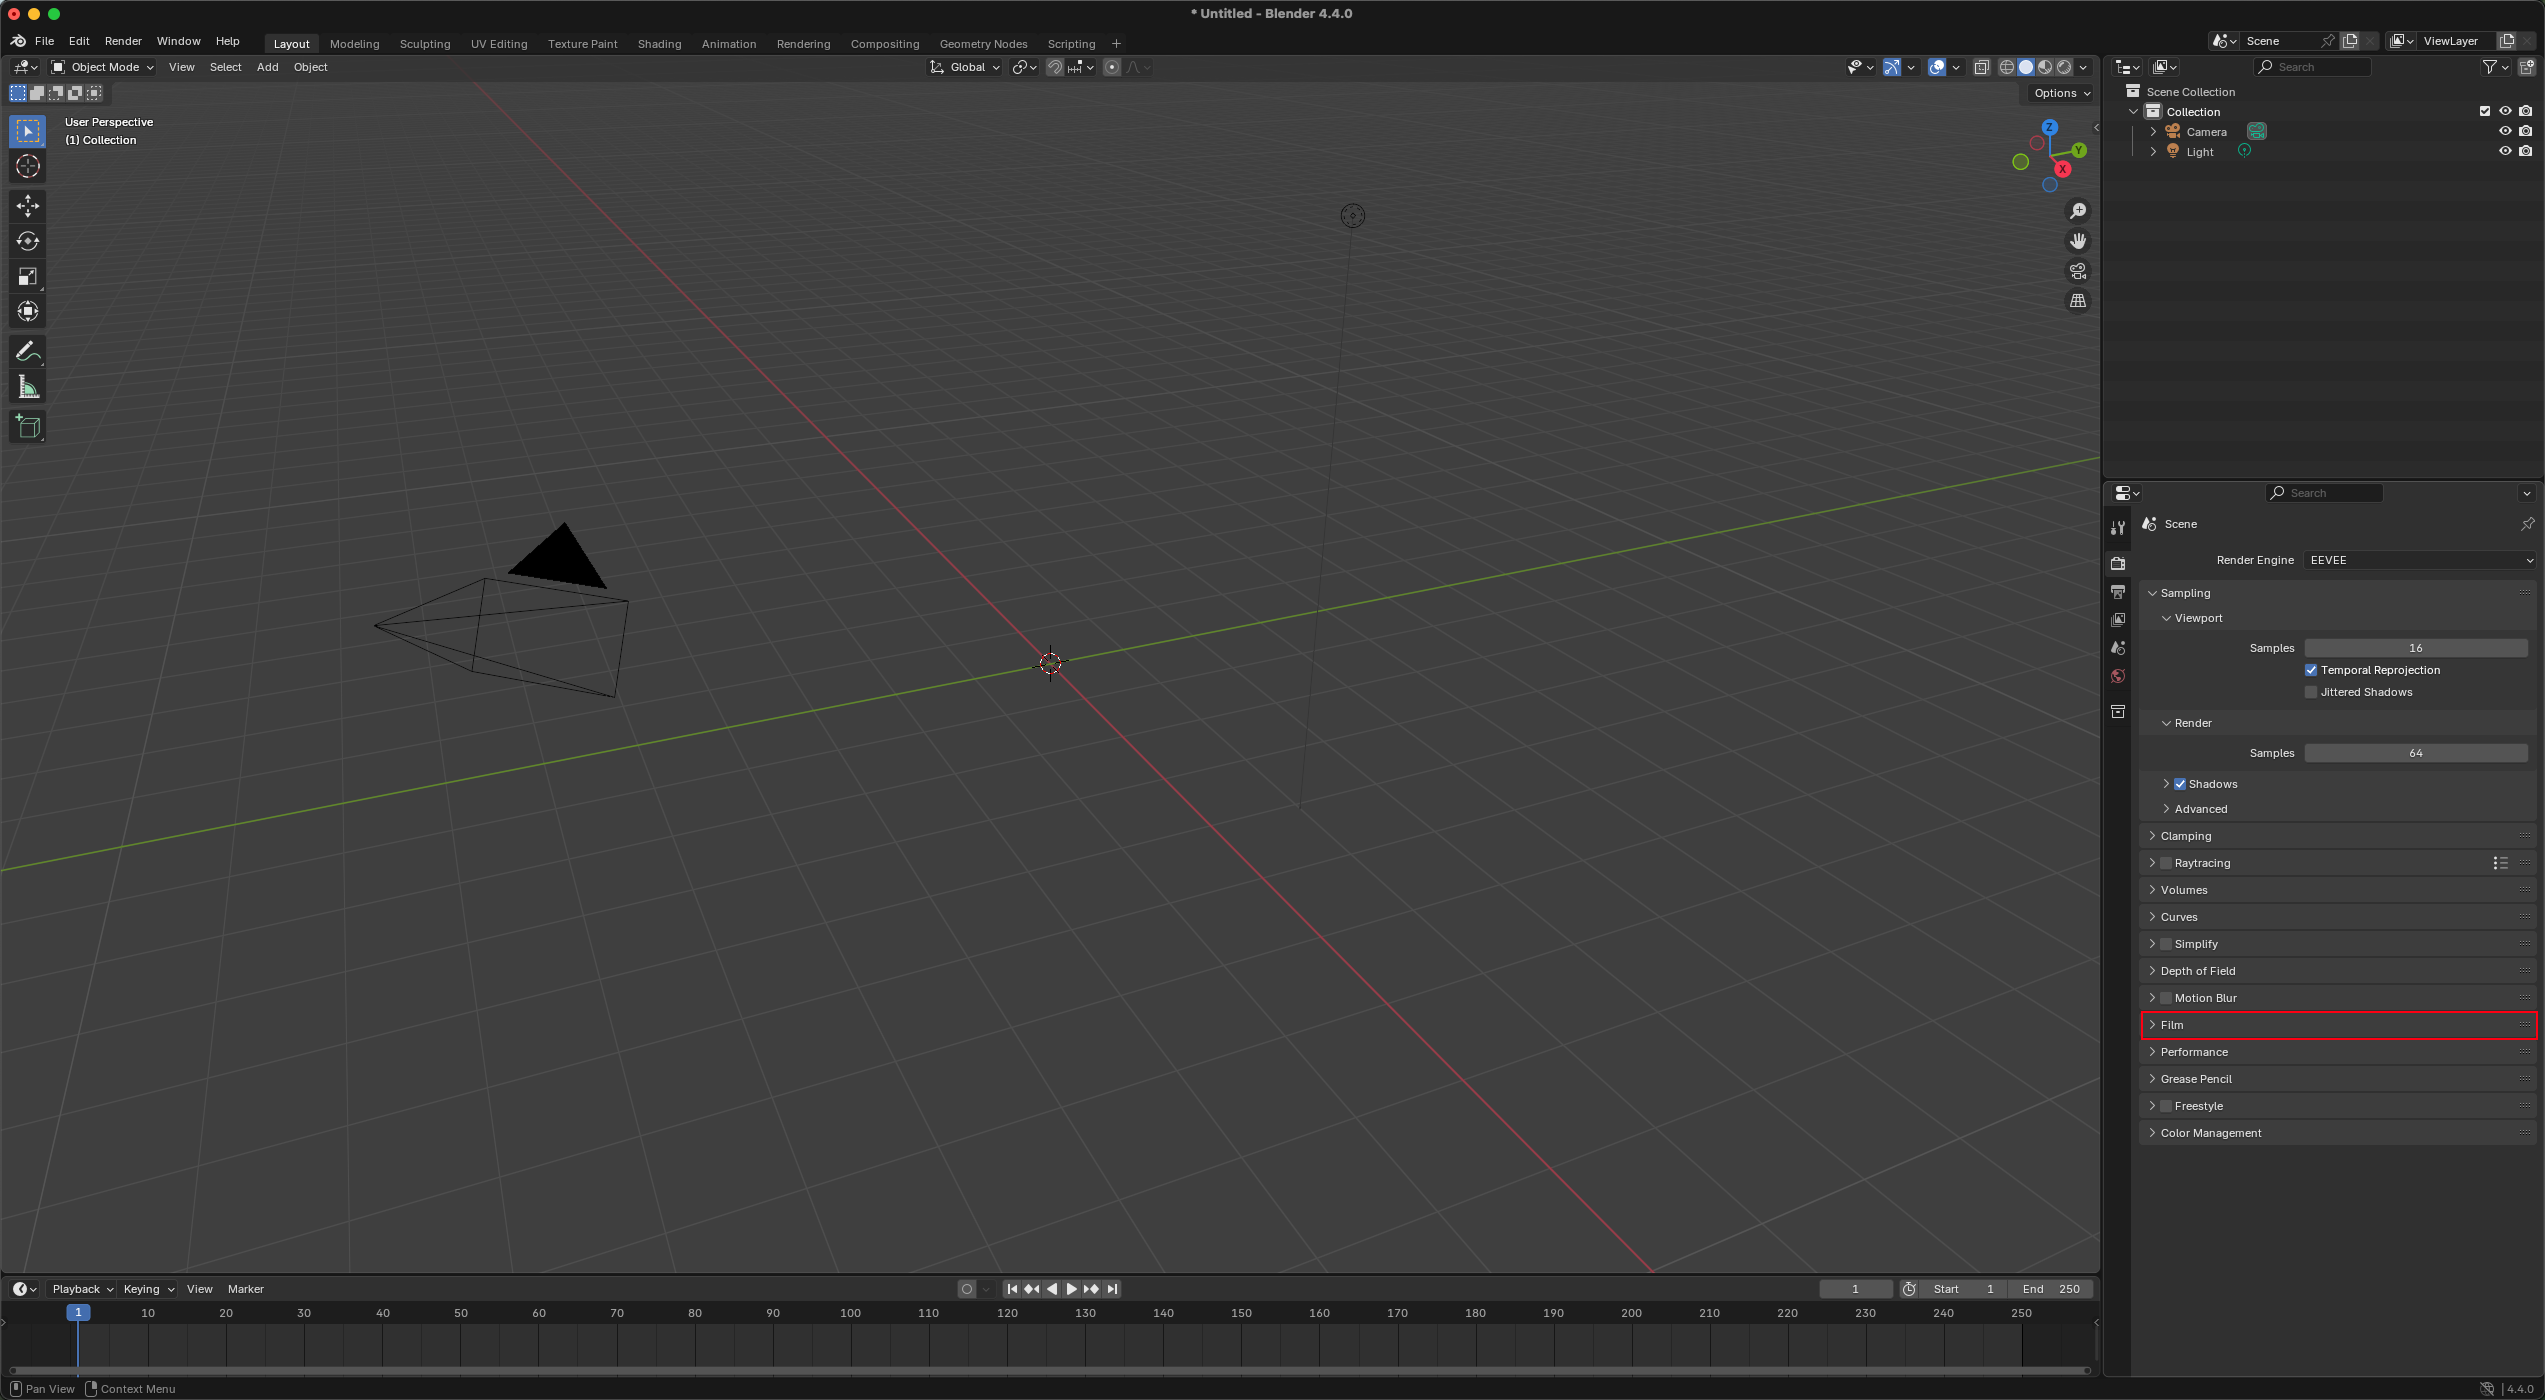 * Untitled - Blender 4.4.0
File Edit Render Window Help Layout Modeling Sculpting UV Editing Texture Paint Shading Animation Rendering Compositing Geometry Nodes Scripting + Scene ViewLayer
Object Mode View Select Add Object Global Search
Options
User Perspective
(1) Collection
Z
Y
X
Scene Collection
Collection
Camera
Light
Search
Scene
Render Engine EEVEE
Sampling
Viewport
Samples 16
Temporal Reprojection
Jittered Shadows
Render
Samples 64
Shadows
Advanced
Clamping
Raytracing
Volumes
Curves
Simplify
Depth of Field
Motion Blur
Film
Performance
Grease Pencil
Freestyle
Color Management
Playback Keying View Marker 1 Start 1 End 250
1 10 20 30 40 50 60 70 80 90 100 110 120 130 140 150 160 170 180 190 200 210 220 230 240 250
Pan View Context Menu 4.4.0